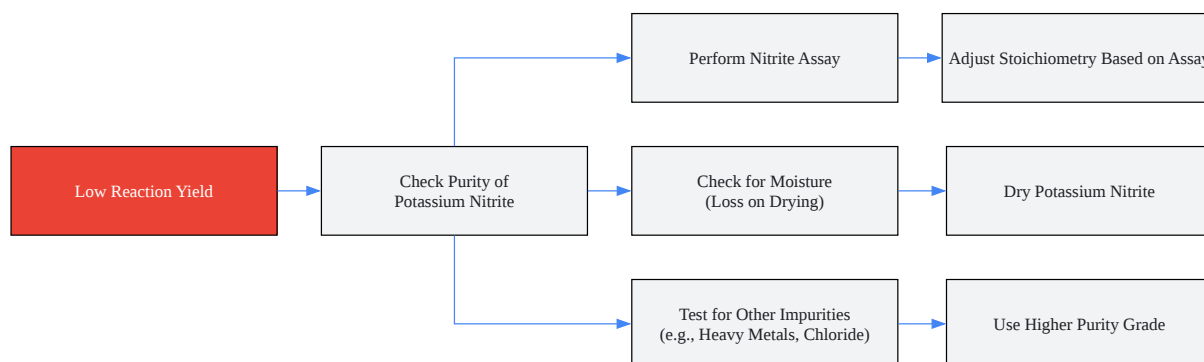 Perform Nitrite Assay
Adjust Stoichiometry Based on Assay
Low Reaction Yield
Check Purity of
Potassium Nitrite
Check for Moisture
(Loss on Drying)
Dry Potassium Nitrite
Test for Other Impurities
(e.g., Heavy Metals, Chloride)
Use Higher Purity Grade